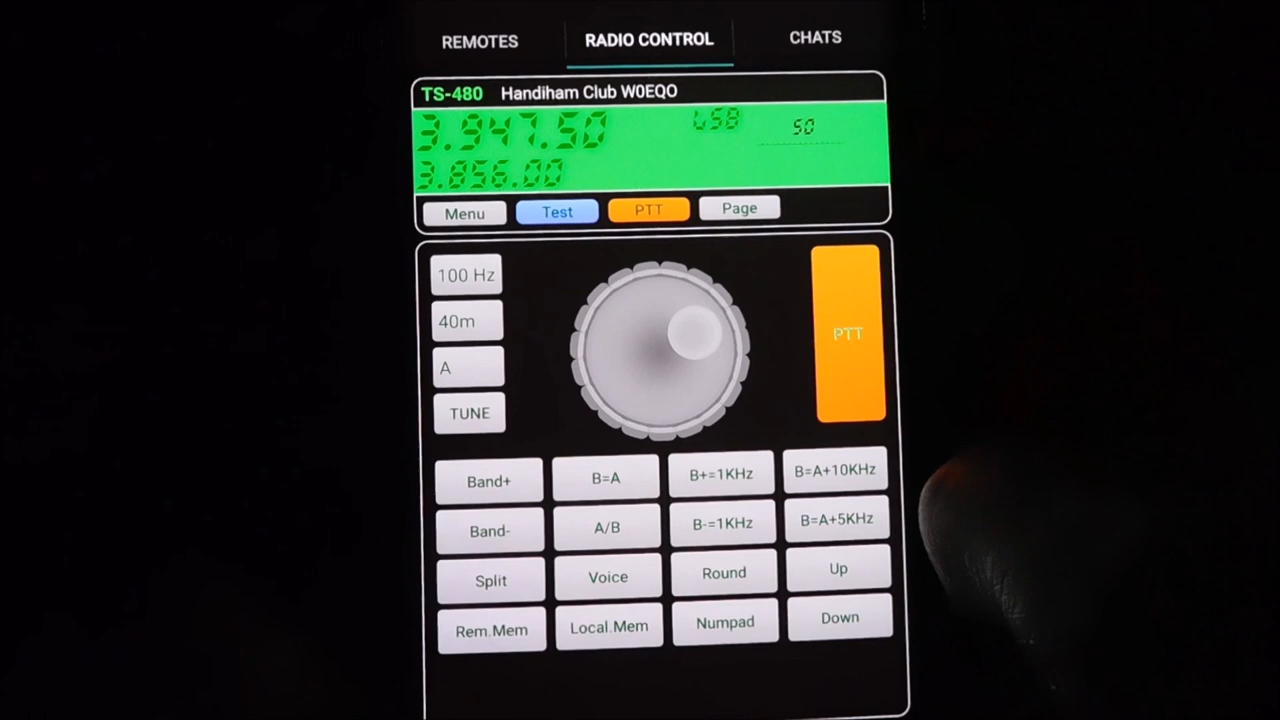 REMOTES RADIO CONTROL CHATS
TS-480 Handiham Club W0EQO
3.947.50 LSB 50
3.856.00
Menu Test PTT Page
100 Hz
40m
A
TUNE
PTT
Band+ B=A B+=1KHz B=A+10KHz
Band- A/B B-=1KHz B=A+5KHz
Split Voice Round Up
Rem.Mem Local.Mem Numpad Down